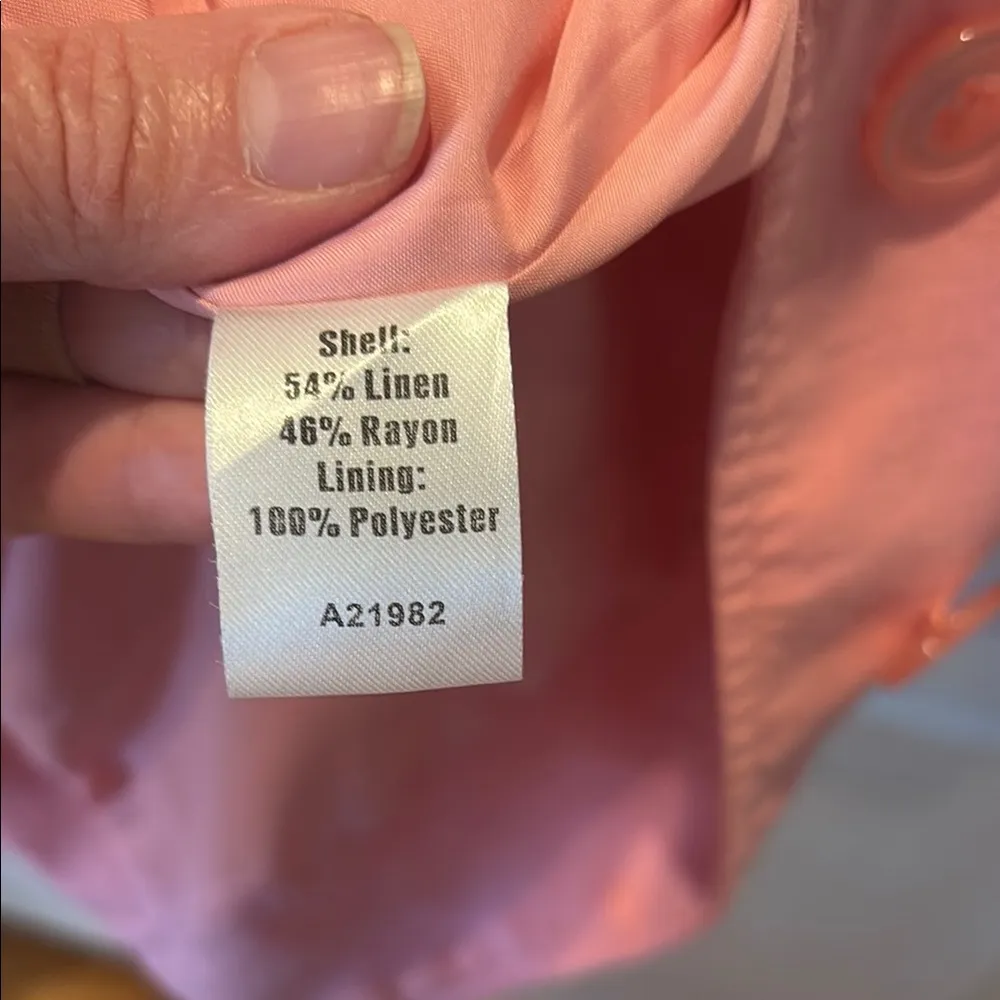 Shell:
54% Linen
46% Rayon
Lining:
100% Polyester
A21982